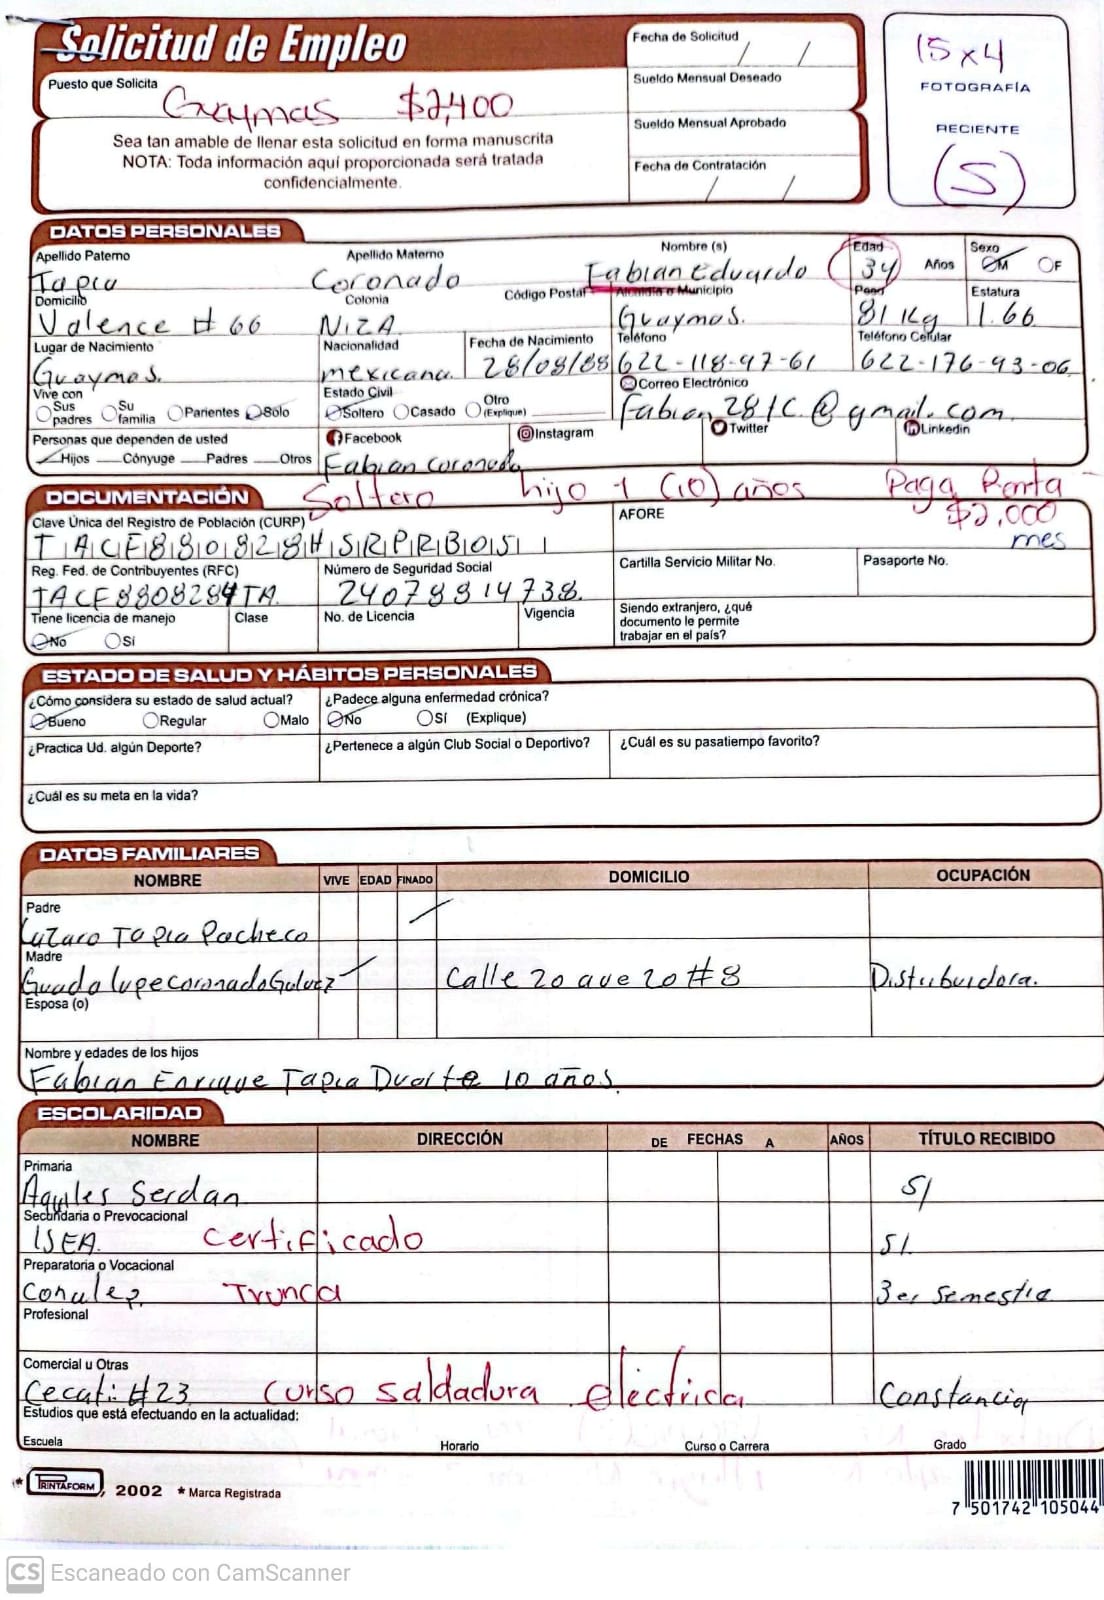 Solicitud de Empleo
Fecha de Solicitud
/ /
Puesto que Solicita
Guaymas $2,400
Sueldo Mensual Deseado
Sea tan amable de llenar esta solicitud en forma manuscrita
NOTA: Toda información aquí proporcionada será tratada
confidencialmente.
Sueldo Mensual Aprobado
Fecha de Contratación
/ /
15x4
FOTOGRAFÍA
RECIENTE
(S)
DATOS PERSONALES
Apellido Paterno Apellido Materno Nombre (s) Edad Años Sexo
Tapia Coronado Fabian Eduardo 34 M F
Domicilio Colonia Código Postal Alcaldía o Municipio Peso Estatura
Valence # 66 NIZA Guaymas. 81 Kg 1.66
Lugar de Nacimiento Nacionalidad Fecha de Nacimiento Teléfono Teléfono Celular
Guaymas. mexicana. 28/08/88 622-118-97-61 622-176-93-06
Vive con Estado Civil Correo Electrónico
Sus padres Su familia Parientes Solo Soltero Casado Otro (Explique)
Fabian281C.@gmail.com.
Personas que dependen de usted Facebook Instagram Twitter Linkedin
Hijos Cónyuge Padres Otros Fabian coronado
DOCUMENTACIÓN Soltero hijo 1 (10) años Paga Renta
$2,000
mes
Clave Única del Registro de Población (CURP) AFORE
TACF880828HSRPRB05
Reg. Fed. de Contribuyentes (RFC) Número de Seguridad Social Cartilla Servicio Militar No. Pasaporte No.
TACF8808284TA. 24078814738.
Tiene licencia de manejo Clase No. de Licencia Vigencia
No Sí
Siendo extranjero, ¿qué
documento le permite
trabajar en el país?
ESTADO DE SALUD Y HÁBITOS PERSONALES
¿Cómo considera su estado de salud actual? ¿Padece alguna enfermedad crónica?
Bueno Regular Malo No Sí (Explique)
¿Practica Ud. algún Deporte? ¿Pertenece a algún Club Social o Deportivo? ¿Cuál es su pasatiempo favorito?
¿Cuál es su meta en la vida?
DATOS FAMILIARES
NOMBRE VIVE EDAD FINADO DOMICILIO OCUPACIÓN
Padre
Lazaro Tapia Pacheco
Madre
Guadalupe Coronado Galvez Calle 20 ave 20 #8 Distribuidora.
Esposa (o)
Nombre y edades de los hijos
Fabian Enrique Tapia Duarte 10 años.
ESCOLARIDAD
NOMBRE DIRECCIÓN DE FECHAS A AÑOS TÍTULO RECIBIDO
Primaria
Aquiles Serdan SI
Secundaria o Prevocacional
ISEA. certificado SI.
Preparatoria o Vocacional
Conalep. Trunca 3er semestre
Profesional
Comercial u Otras
Cecati #23 curso saldadura electrica Constancia
Estudios que está efectuando en la actualidad:
Escuela Horario Curso o Carrera Grado
PRINTAFORM, 2002 * Marca Registrada
7 501742 105044
CS Escaneado con CamScanner